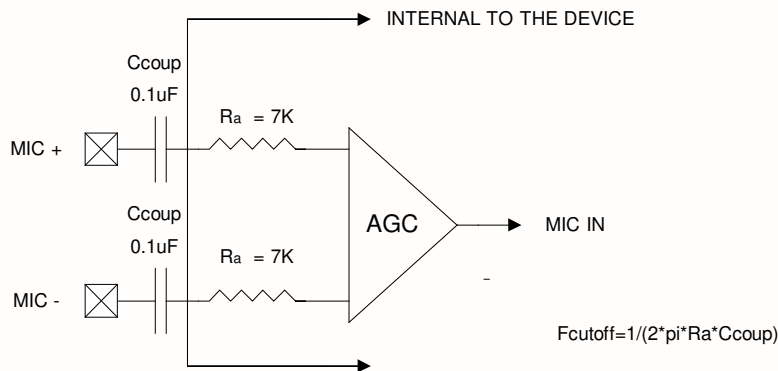 INTERNAL TO THE DEVICE
Ccoup
0.1uF
Ra = 7K
MIC +
Ccoup
0.1uF
AGC
MIC IN
Ra = 7K
MIC -
Fcutoff=1/(2*pi*Ra*Ccoup)